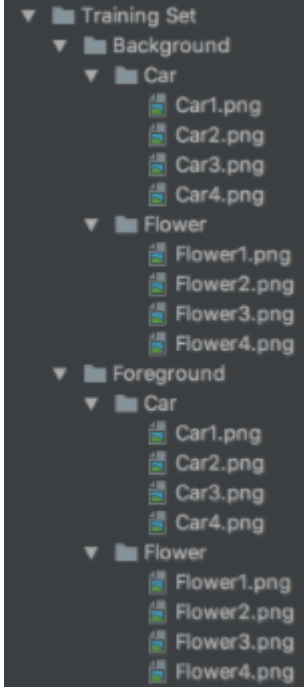 Training Set
Background
Car
Car1.png
Car2.png
Car3.png
Car4.png
Flower
Flower1.png
Flower2.png
Flower3.png
Flower4.png
Foreground
Car
Car1.png
Car2.png
Car3.png
Car4.png
Flower
Flower1.png
Flower2.png
Flower3.png
Flower4.png